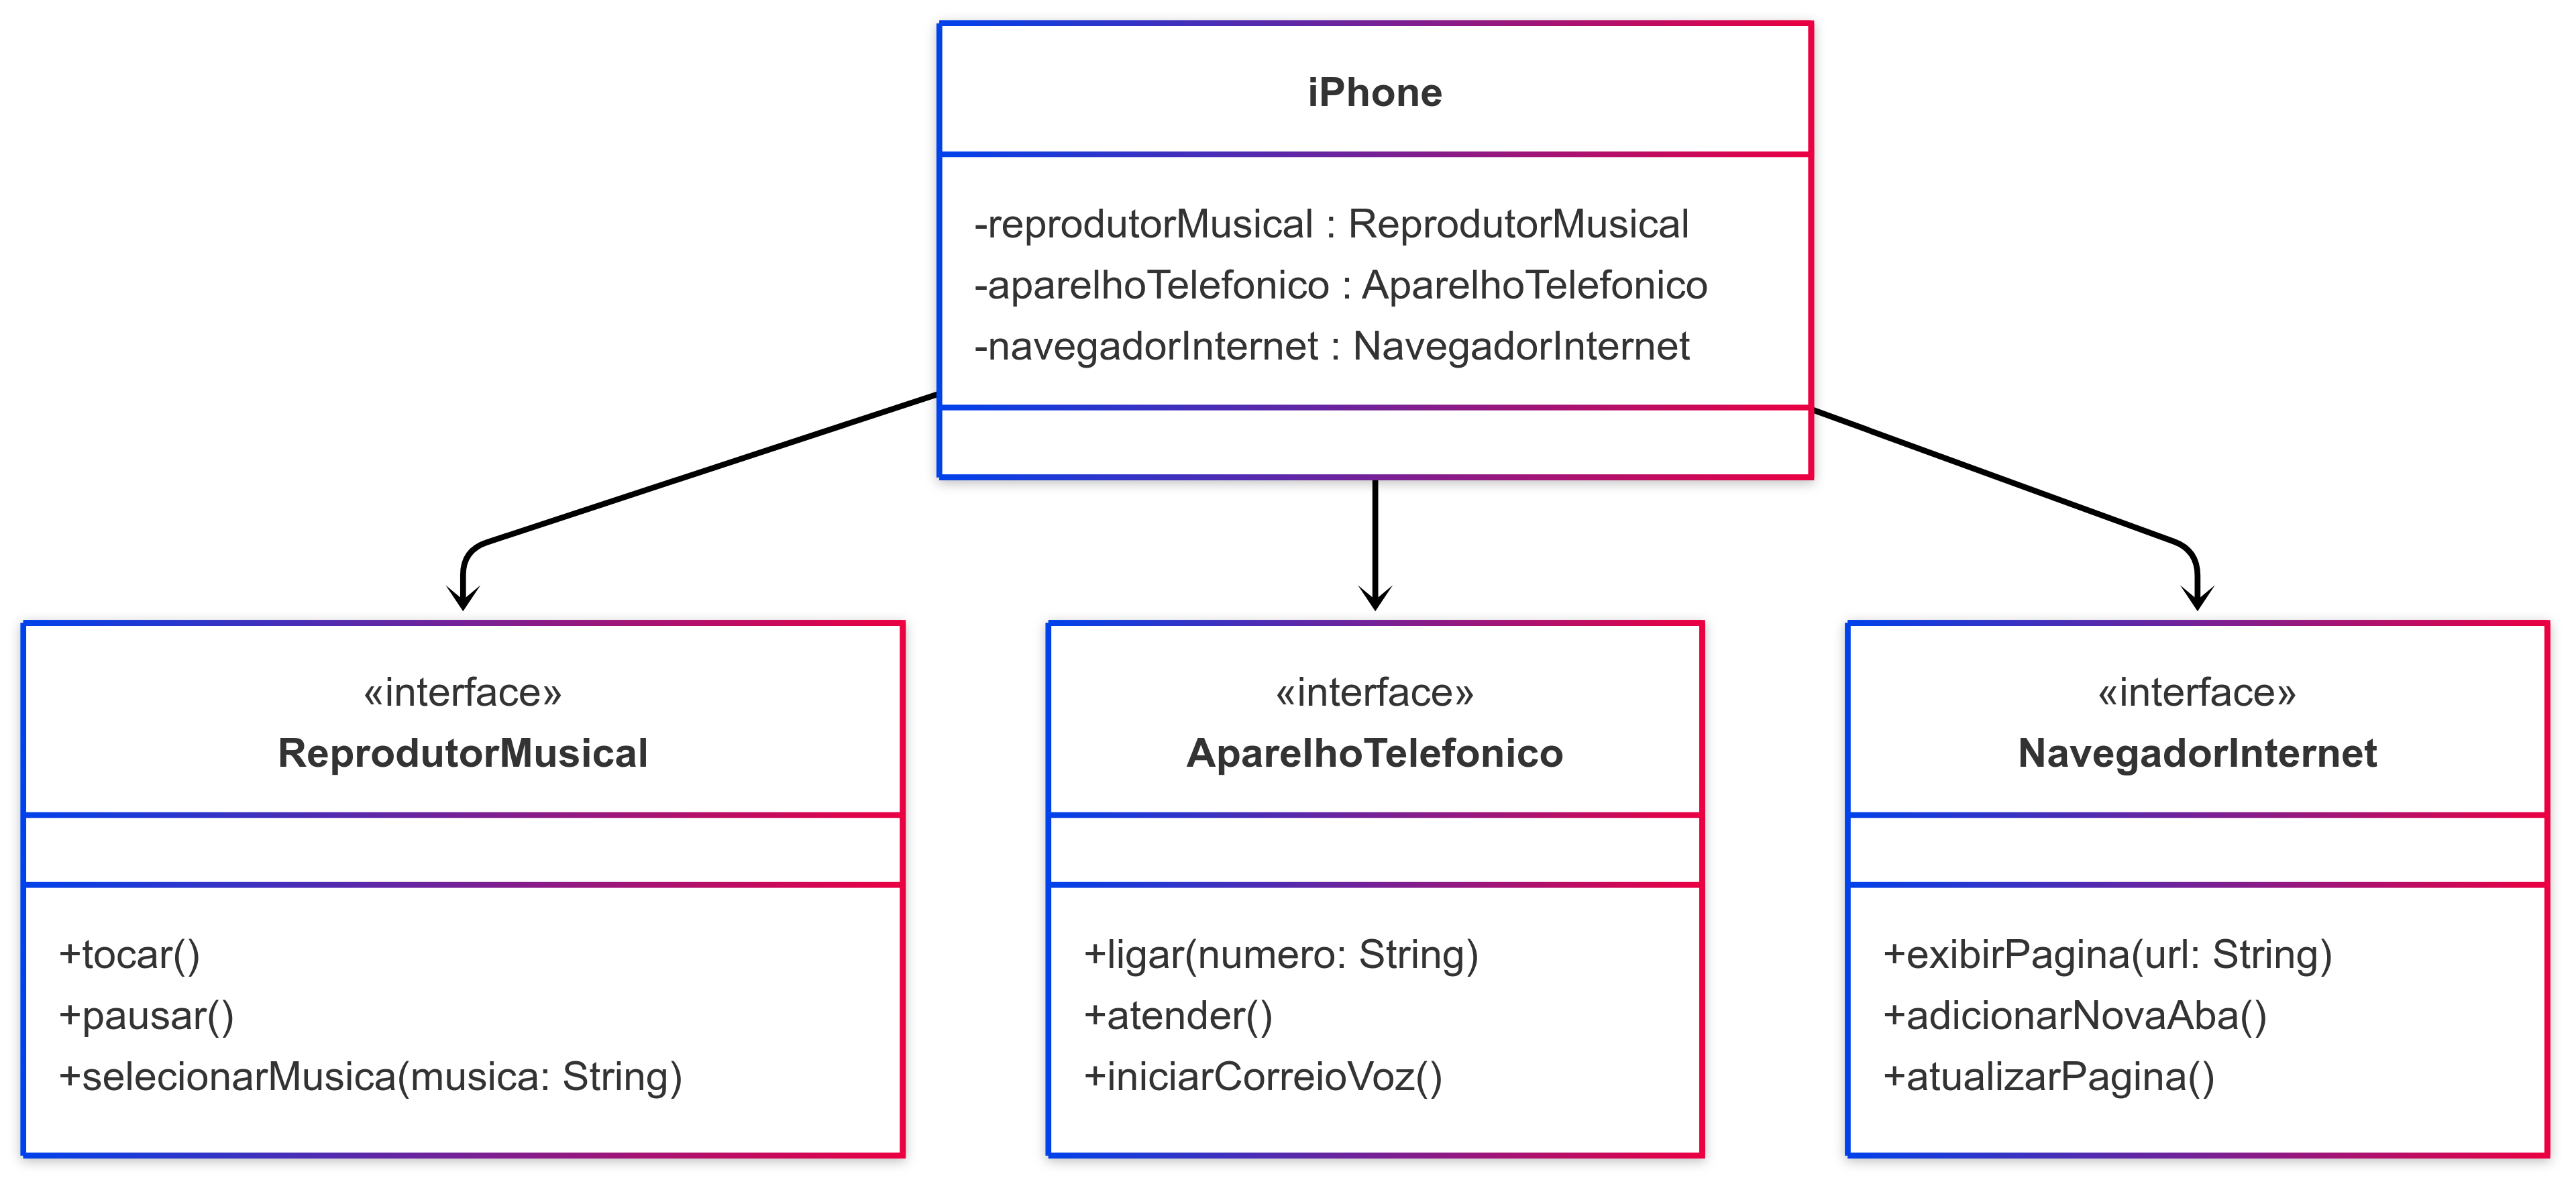 iPhone
-reprodutorMusical : ReprodutorMusical
-aparelhoTelefonico : AparelhoTelefonico
-navegadorInternet : NavegadorInternet
«interface»
ReprodutorMusical
+tocar()
+pausar()
+selecionarMusica(musica: String)
«interface»
AparelhoTelefonico
+ligar(numero: String)
+atender()
+iniciarCorreioVoz()
«interface»
NavegadorInternet
+exibirPagina(url: String)
+adicionarNovaAba()
+atualizarPagina()